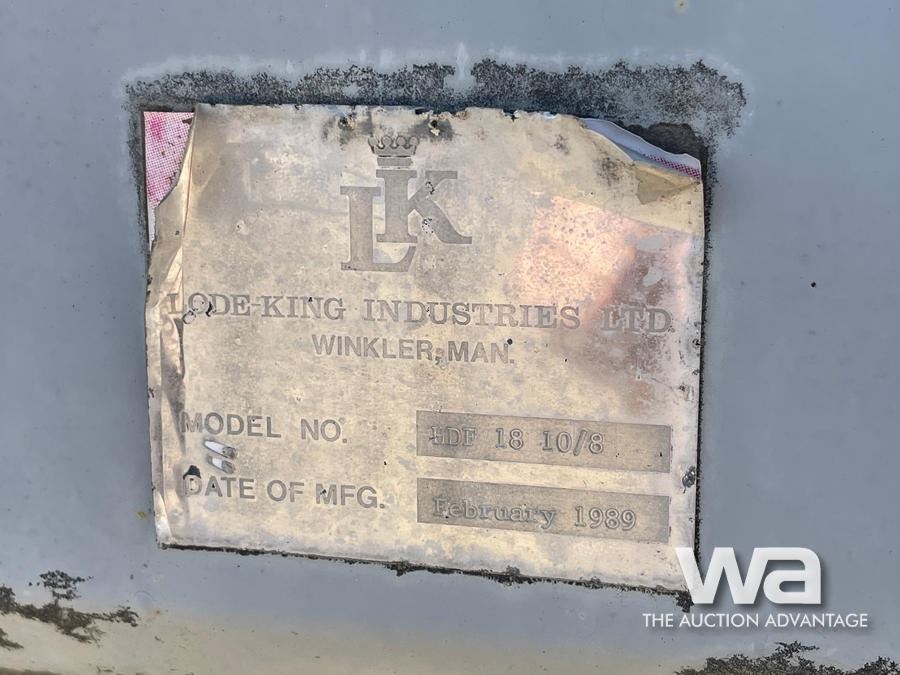 LK
LODE-KING INDUSTRIES LTD.
WINKLER, MAN.
MODEL NO. HDF 18 10/8
DATE OF MFG. February 1989
wa
THE AUCTION ADVANTAGE